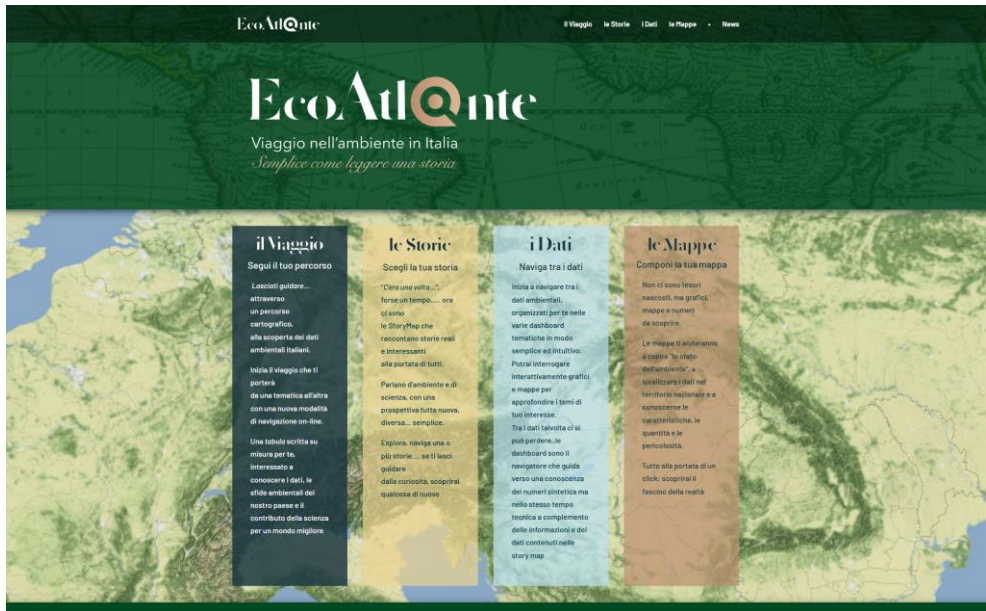 EcoAtl@nte
il Viaggio le Storie i Dati le Mappe • News
EcoAtl@nte
Viaggio nell'ambiente in Italia
Semplice come leggere una storia
il Viaggio
Segui il tuo percorso
Lasciati guidare...
attraverso
un percorso
cartografico,
alla scoperta dei dati
ambientali italiani.
Inizia il viaggio che ti
porterà
da una tematica all'altra
con una nuova modalità
di navigazione on-line.
Una tabula scritta su
misura per te,
interessato a
conoscere i dati, le
sfide ambientali del
nostro paese e il
contributo della scienza
per un mondo migliore
le Storie
Scegli la tua storia
"C'era una volta...",
forse un tempo..... ora
ci sono
le StoryMap che
raccontano storie reali
e interessanti
alla portata di tutti.
Parlano d'ambiente e di
scienza, con una
prospettiva tutta nuova,
diversa... semplice.
Esplora, naviga una o
più storie.... se ti lasci
guidare
dalla curiosità, scoprirai
qualcosa di nuovo
i Dati
Naviga tra i dati
Inizia a navigare tra i
dati ambientali,
organizzati per te nelle
varie dashboard
tematiche in modo
semplice ed intuitivo.
Potrai interrogare
interattivamente grafici
e mappe per
approfondire i temi di
tuo interesse.
Tra i dati talvolta ci si
può perdere..le
dashboard sono il
navigatore che guida
verso una conoscenza
dei numeri sintetica ma
nello stesso tempo
tecnica a complemento
delle informazioni e dei
dati contenuti nelle
story map
le Mappe
Componi la tua mappa
Non ci sono tesori
nascosti, ma grafici,
mappe e numeri
da scoprire.
Le mappe ti aiuteranno
a capire "lo stato
dell'ambiente", a
localizzare i dati nel
territorio nazionale e a
conoscerne le
caratteristiche, le
quantità e le
pericolosità.
Tutto alla portata di un
click: scoprirai il
fascino della realtà